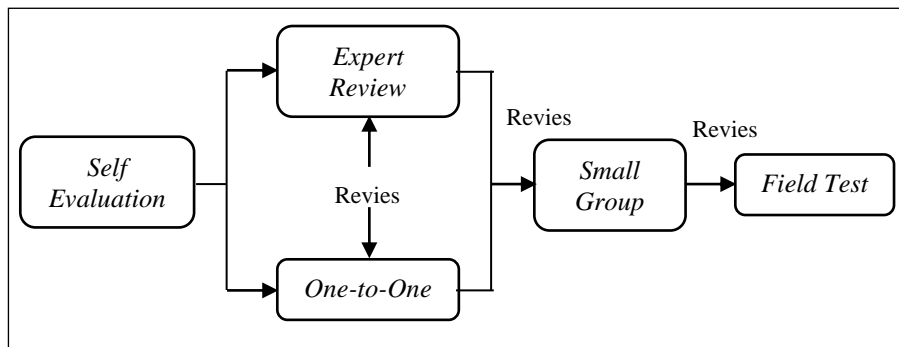 Expert
Review
Revies
Revies
Self
Evaluation
Revies
Small
Group
Field Test
One-to-One